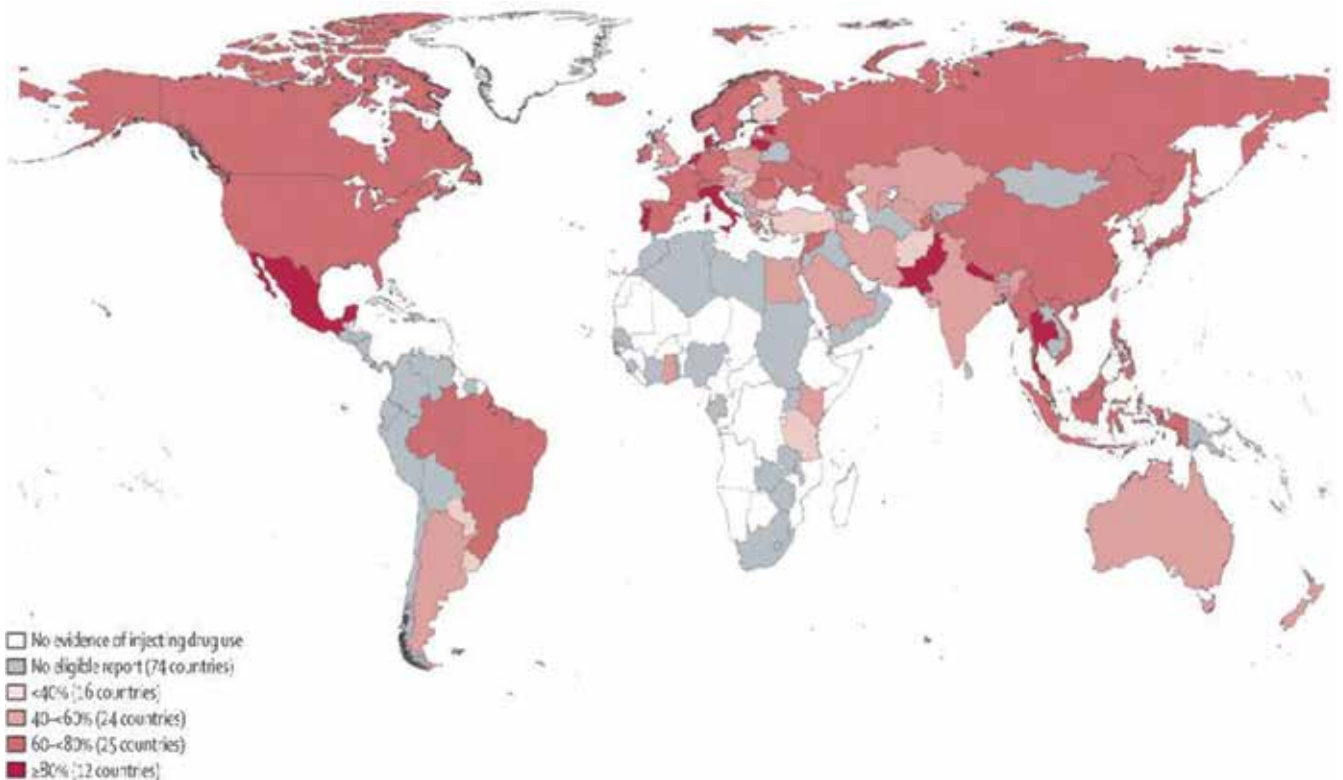 No evidence of injecting drug use
No eligible report (74 countries)
<40% (16 countries)
40–<60% (24 countries)
60–<80% (25 countries)
≥80% (12 countries)